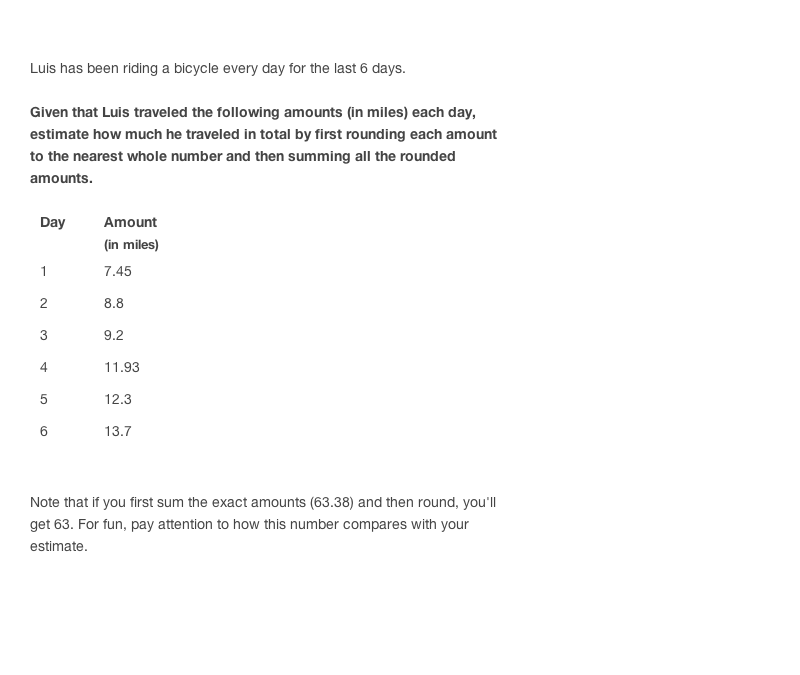 Luis has been riding a bicycle every day for the last 6 days.
Given that Luis traveled the following amounts (in miles) each day,
estimate how much he traveled in total by first rounding each amount
to the nearest whole number and then summing all the rounded
amounts.
Day Amount
(in miles)
1 7.45
2 8.8
3 9.2
4 11.93
5 12.3
6 13.7
Note that if you first sum the exact amounts (63.38) and then round, you'll
get 63. For fun, pay attention to how this number compares with your
estimate.